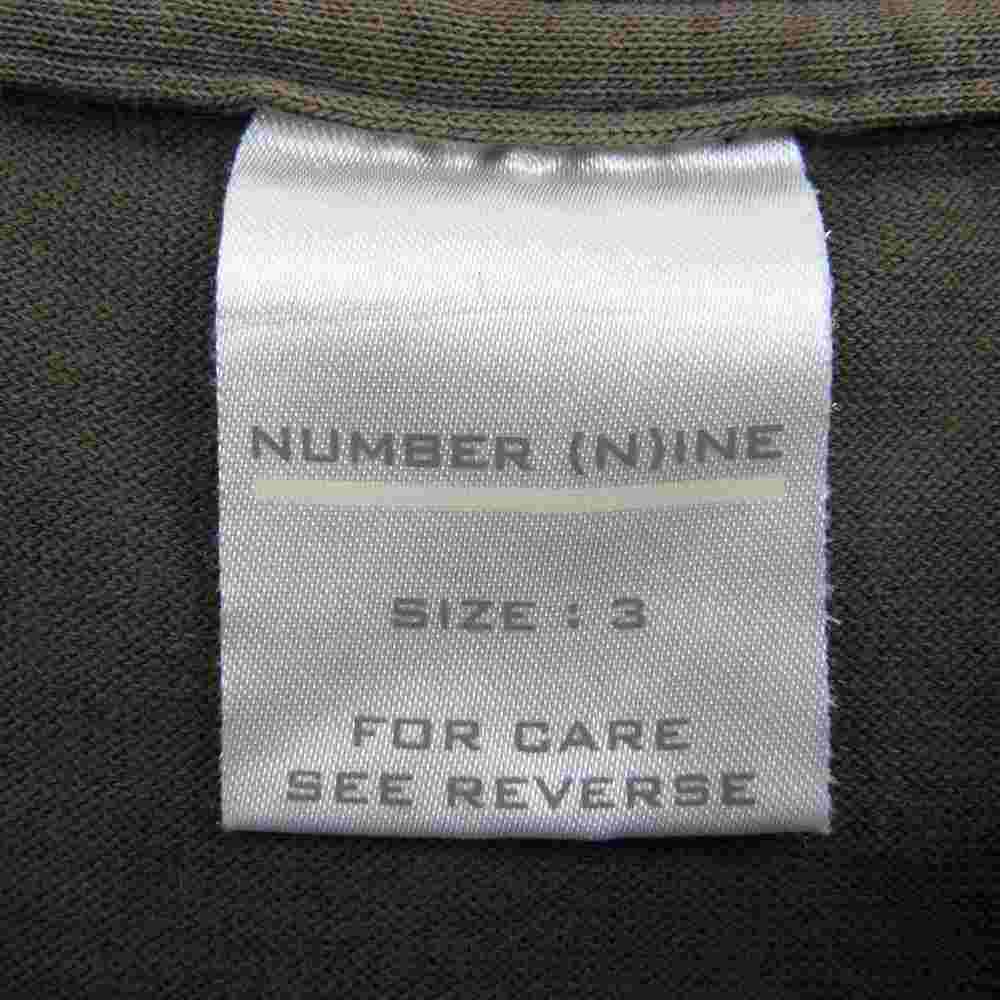 NUMBER (N)INE
SIZE : 3
FOR CARE
SEE REVERSE